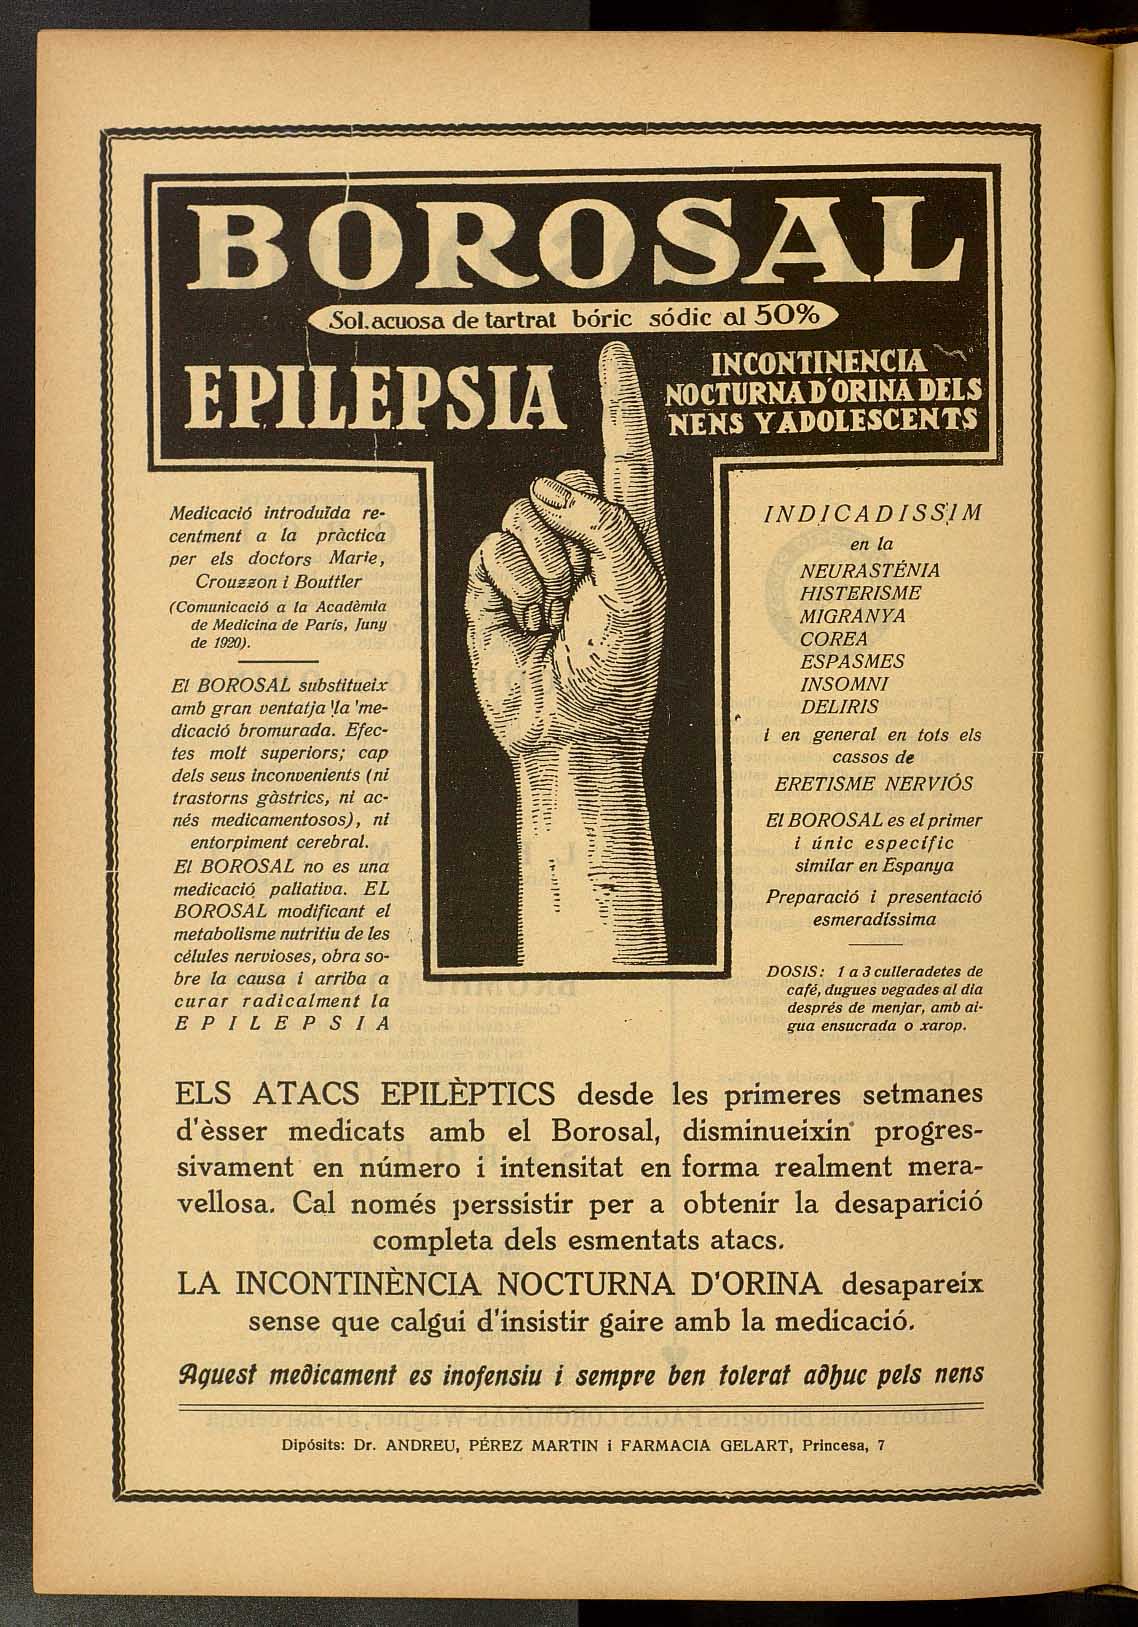 BOROSAL
Sol. acuosa de tartrat bóric sódic al 50%
EPILEPSIA
INCONTINENCIA
NOCTURNA D'ORINA DELS
NENS Y ADOLESCENTS
Medicació introduïda re-
centment a la pràctica
per els doctors Marie,
Crouzzon i Bouttler
(Comunicació a la Acadèmia
de Medicina de París, Juny
de 1920).
El BOROSAL substitueix
amb gran ventatja la me-
dicació bromurada. Efec-
tes molt superiors; cap
dels seus inconvenients (ni
trastorns gàstrics, ni ac-
nés medicamentosos), ni
entorpiment cerebral.
El BOROSAL no es una
medicació paliativa. EL
BOROSAL modificant el
metabolisme nutritiu de les
célules nervioses, obra so-
bre la causa i arriba a
curar radicalment la
EPILEPSIA
INDICADISSIM
en la
NEURASTÉNIA
HISTERISME
MIGRANYA
COREA
ESPASMES
INSOMNI
DELIRIS
i en general en tots els
cassos de
ERETISME NERVIÓS
El BOROSAL es el primer
i únic específic
similar en Espanya
Preparació i presentació
esmeradíssima
DOSIS: 1 a 3 culleradetes de
café, dugues vegades al dia
després de menjar, amb ai-
gua ensucrada o xarop.
ELS ATACS EPILÈPTICS desde les primeres setmanes
d'èsser medicats amb el Borosal, disminueixin progres-
sivament en número i intensitat en forma realment mera-
vellosa. Cal només perssistir per a obtenir la desaparició
completa dels esmentats atacs.
LA INCONTINÈNCIA NOCTURNA D'ORINA desapareix
sense que calgui d'insistir gaire amb la medicació.
Aquest medicament es inofensiu i sempre ben tolerat adhuc pels nens
Dipósits: Dr. ANDREU, PÉREZ MARTIN i FARMACIA GELART, Princesa, 7